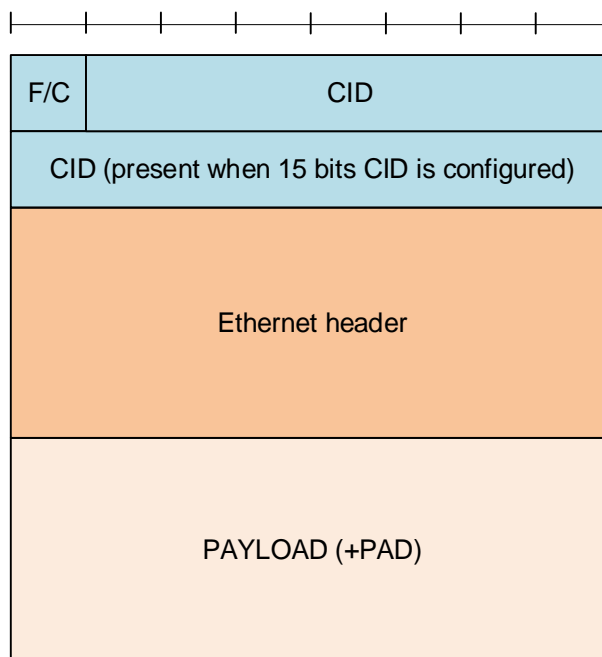 F/C CID
CID (present when 15 bits CID is configured)
Ethernet header
PAYLOAD (+PAD)